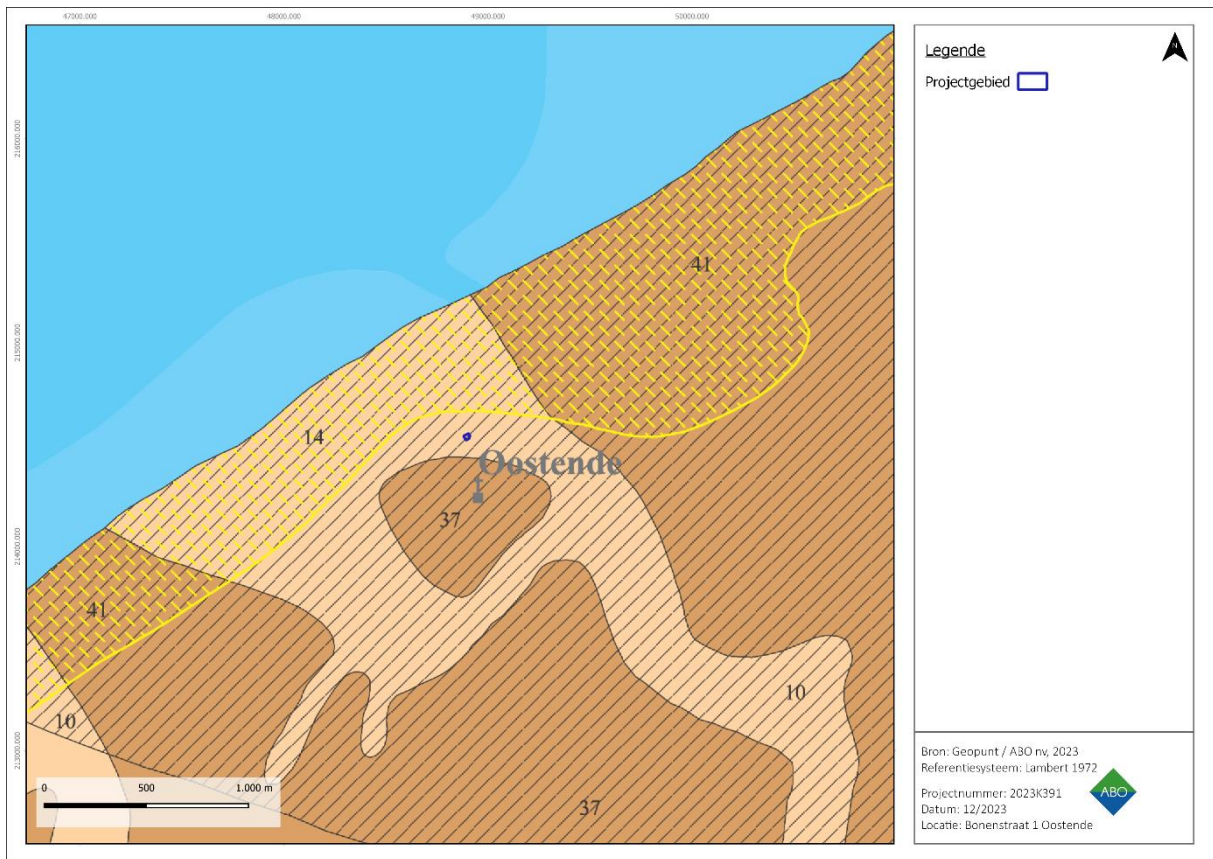 47000.000 48000.000 49000.000 50000.000
216000.000
215000.000
214000.000
213000.000
41
14
Oostende
37
41
10
10
37
0 500 1.000 m
Legende
N
Projectgebied
Bron: Geopunt / ABO nv, 2023
Referentiesysteem: Lambert 1972
Projectnummer: 2023K391
Datum: 12/2023
Locatie: Bonenstraat 1 Oostende
ABO